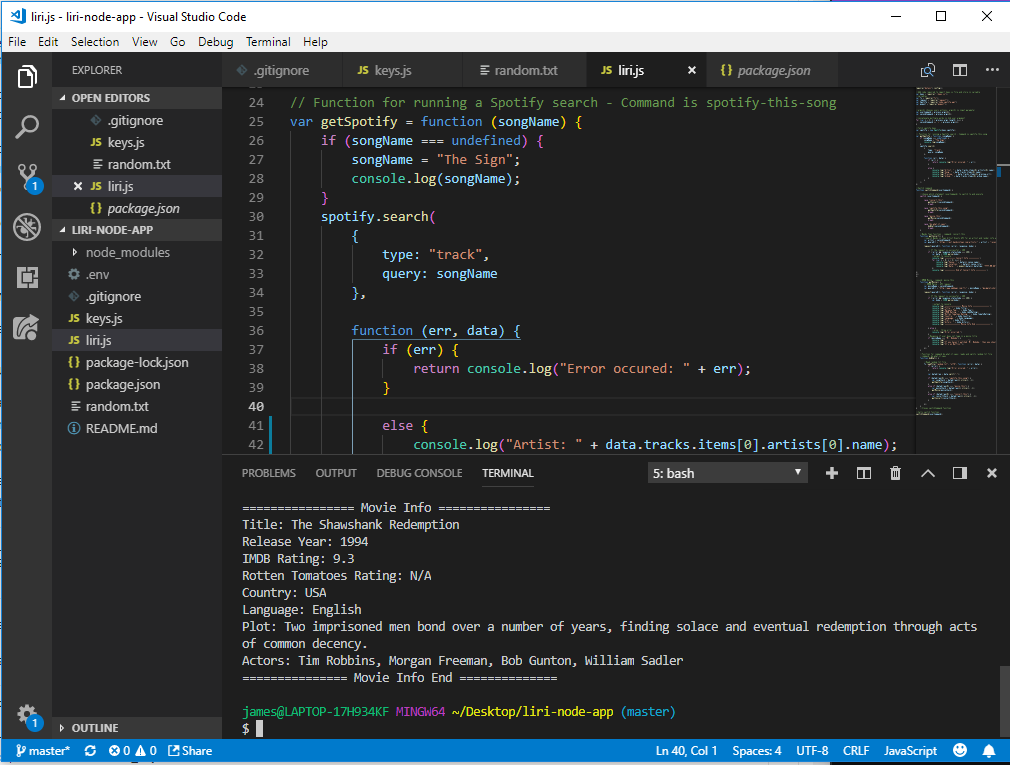 liri.js - liri-node-app - Visual Studio Code
File Edit Selection View Go Debug Terminal Help
EXPLORER
OPEN EDITORS
.gitignore
keys.js
random.txt
liri.js
package.json
LIRI-NODE-APP
node_modules
.env
.gitignore
keys.js
liri.js
package-lock.json
package.json
random.txt
README.md
OUTLINE
1
1
.gitignore JS keys.js random.txt JS liri.js {} package.json
24 // Function for running a Spotify search - Command is spotify-this-song
25 var getSpotify = function (songName) {
26 if (songName === undefined) {
27 songName = "The Sign";
28 console.log(songName);
29 }
30 spotify.search(
31 {
32 type: "track",
33 query: songName
34 },
35
36 function (err, data) {
37 if (err) {
38 return console.log("Error occured: " + err);
39 }
40
41 else {
42 console.log("Artist: " + data.tracks.items[0].artists[0].name);
PROBLEMS OUTPUT DEBUG CONSOLE TERMINAL 5: bash
================ Movie Info ================
Title: The Shawshank Redemption
Release Year: 1994
IMDB Rating: 9.3
Rotten Tomatoes Rating: N/A
Country: USA
Language: English
Plot: Two imprisoned men bond over a number of years, finding solace and eventual redemption through acts
of common decency.
Actors: Tim Robbins, Morgan Freeman, Bob Gunton, William Sadler
=============== Movie Info End ==============
james@LAPTOP-17H934KF MINGW64 ~/Desktop/liri-node-app (master)
$
master* 0 0 Share Ln 40, Col 1 Spaces: 4 UTF-8 CRLF JavaScript